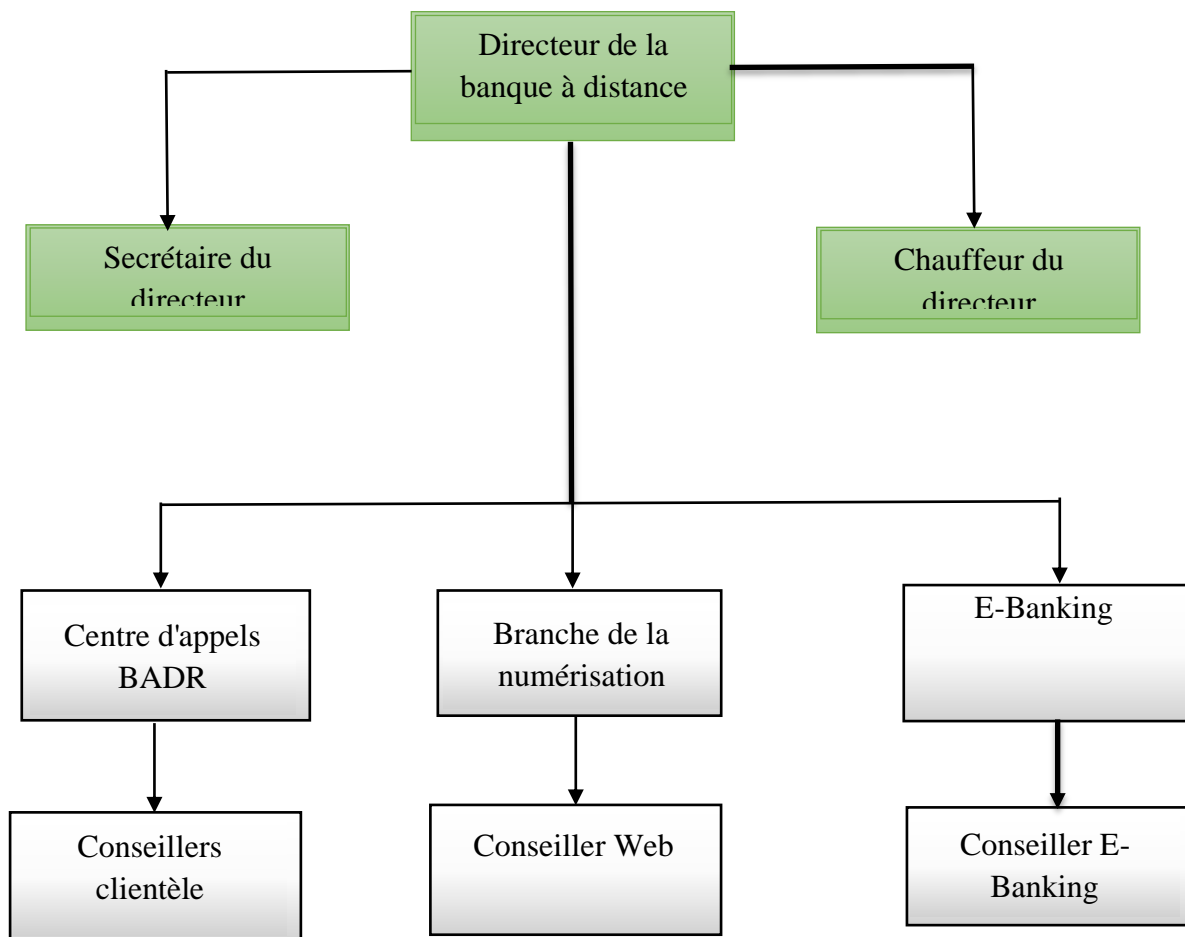 Directeur de la
banque à distance
Secrétaire du
directeur
Chauffeur du
directeur
Centre d'appels
BADR
Branche de la
numérisation
E-Banking
Conseillers
clientèle
Conseiller Web
Conseiller E-
Banking